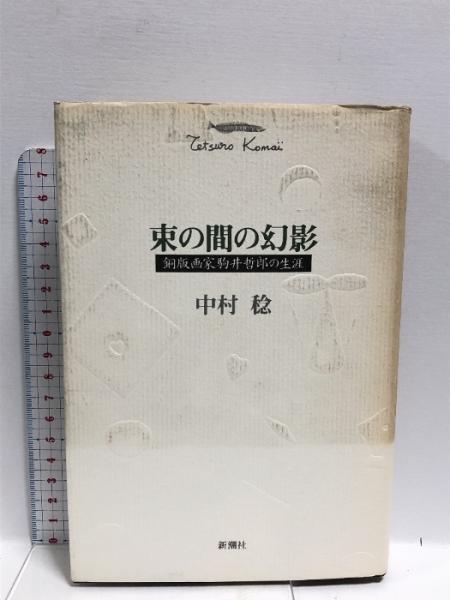 Tetsuro Komaï
束の間の幻影
銅版画家駒井哲郎の生涯
中村 稔
新潮社